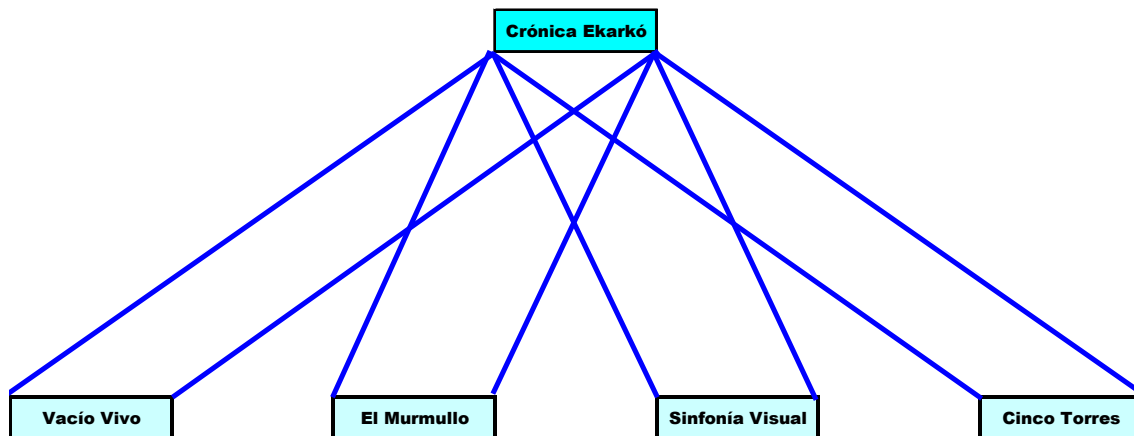 Crónica Ekarkó
Vacío Vivo
El Murmullo
Sinfonía Visual
Cinco Torres